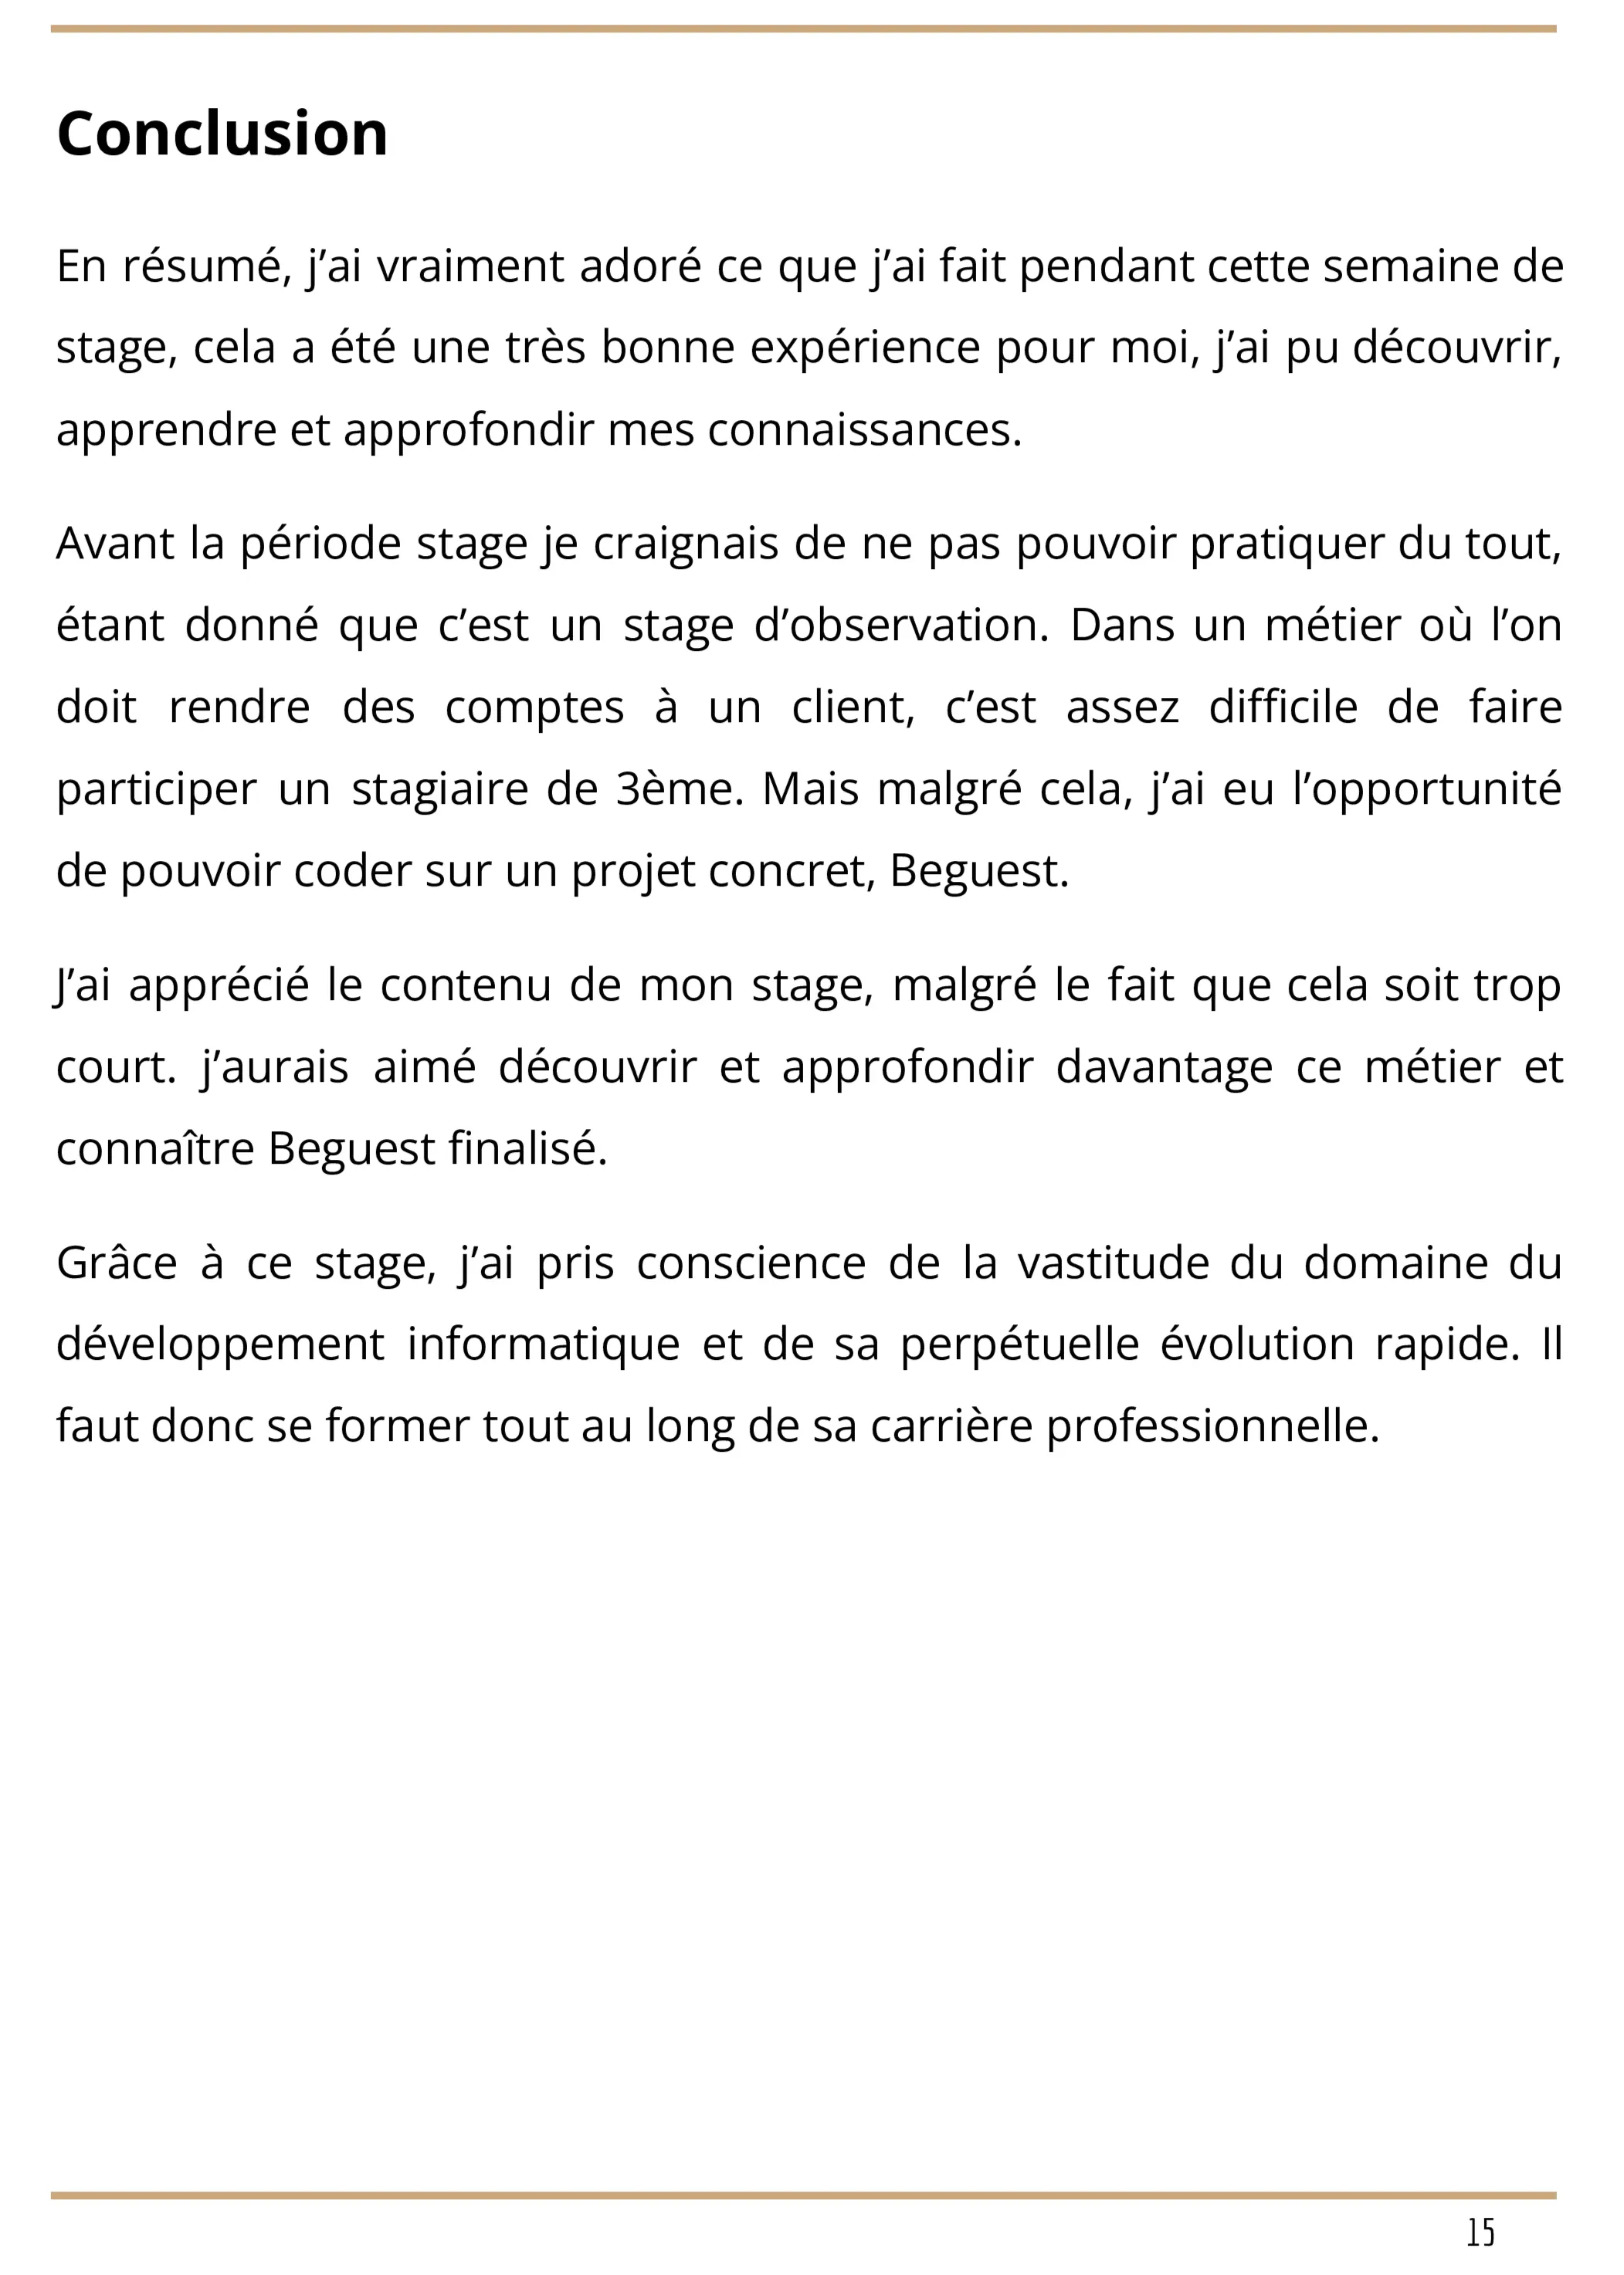 Conclusion
En résumé, j’ai vraiment adoré ce que j’ai fait pendant cette semaine de
stage, cela a été une très bonne expérience pour moi, j’ai pu découvrir,
apprendre et approfondir mes connaissances.
Avant la période stage je craignais de ne pas pouvoir pratiquer du tout,
étant donné que c’est un stage d’observation. Dans un métier où l’on
doit rendre des comptes à un client, c’est assez difficile de faire
participer un stagiaire de 3ème. Mais malgré cela, j’ai eu l’opportunité
de pouvoir coder sur un projet concret, Beguest.
J’ai apprécié le contenu de mon stage, malgré le fait que cela soit trop
court. j’aurais aimé découvrir et approfondir davantage ce métier et
connaître Beguest finalisé.
Grâce à ce stage, j’ai pris conscience de la vastitude du domaine du
développement informatique et de sa perpétuelle évolution rapide. Il
faut donc se former tout au long de sa carrière professionnelle.
15